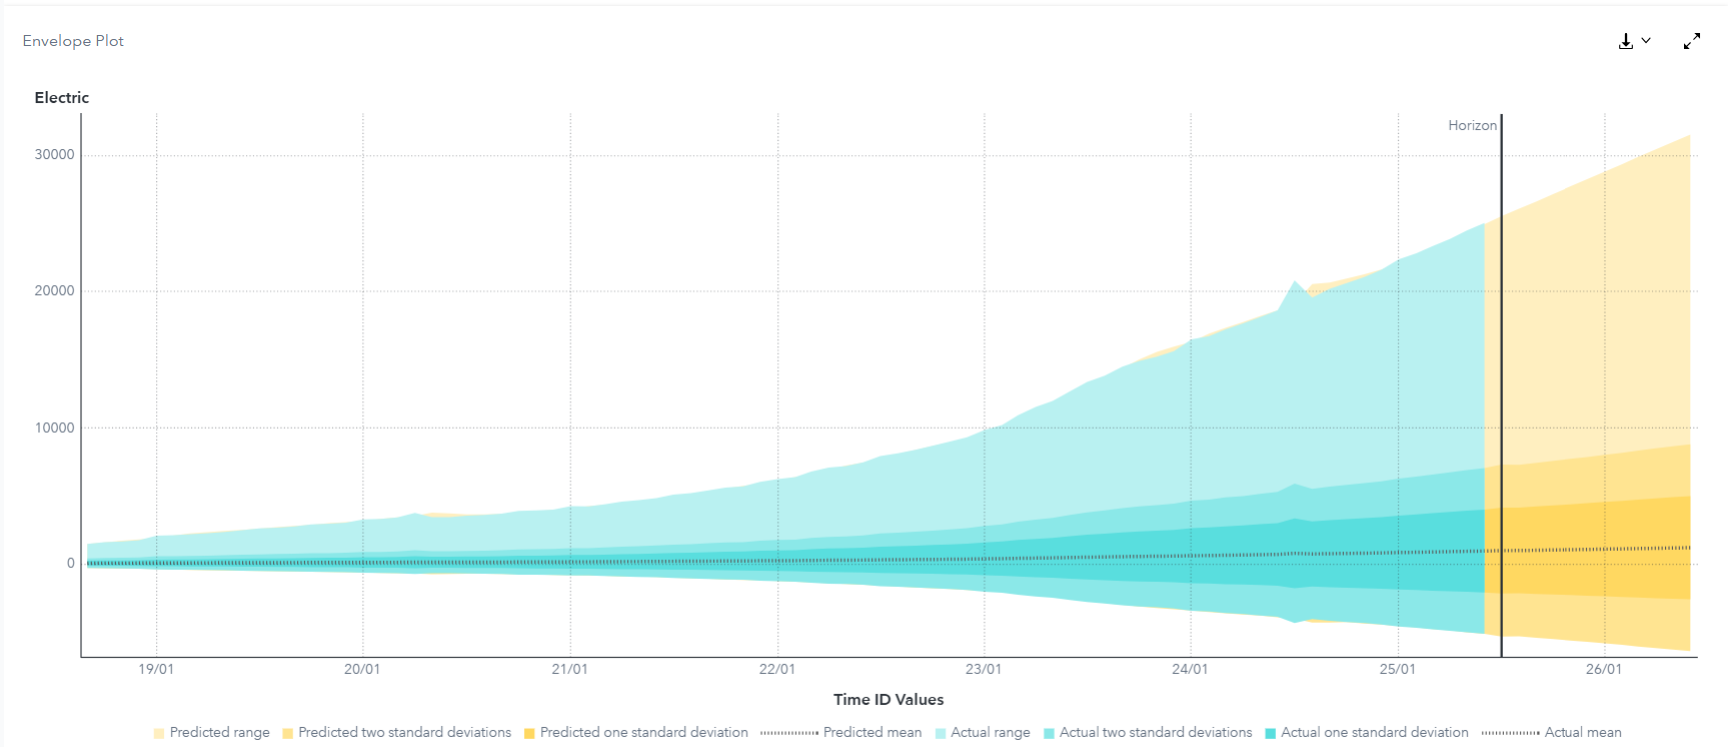 Envelope Plot
Electric
Horizon
30000
20000
10000
0
19/01 20/01 21/01 22/01 23/01 24/01 25/01 26/01
Time ID Values
Predicted range Predicted two standard deviations Predicted one standard deviation Predicted mean Actual range Actual two standard deviations Actual one standard deviation Actual mean